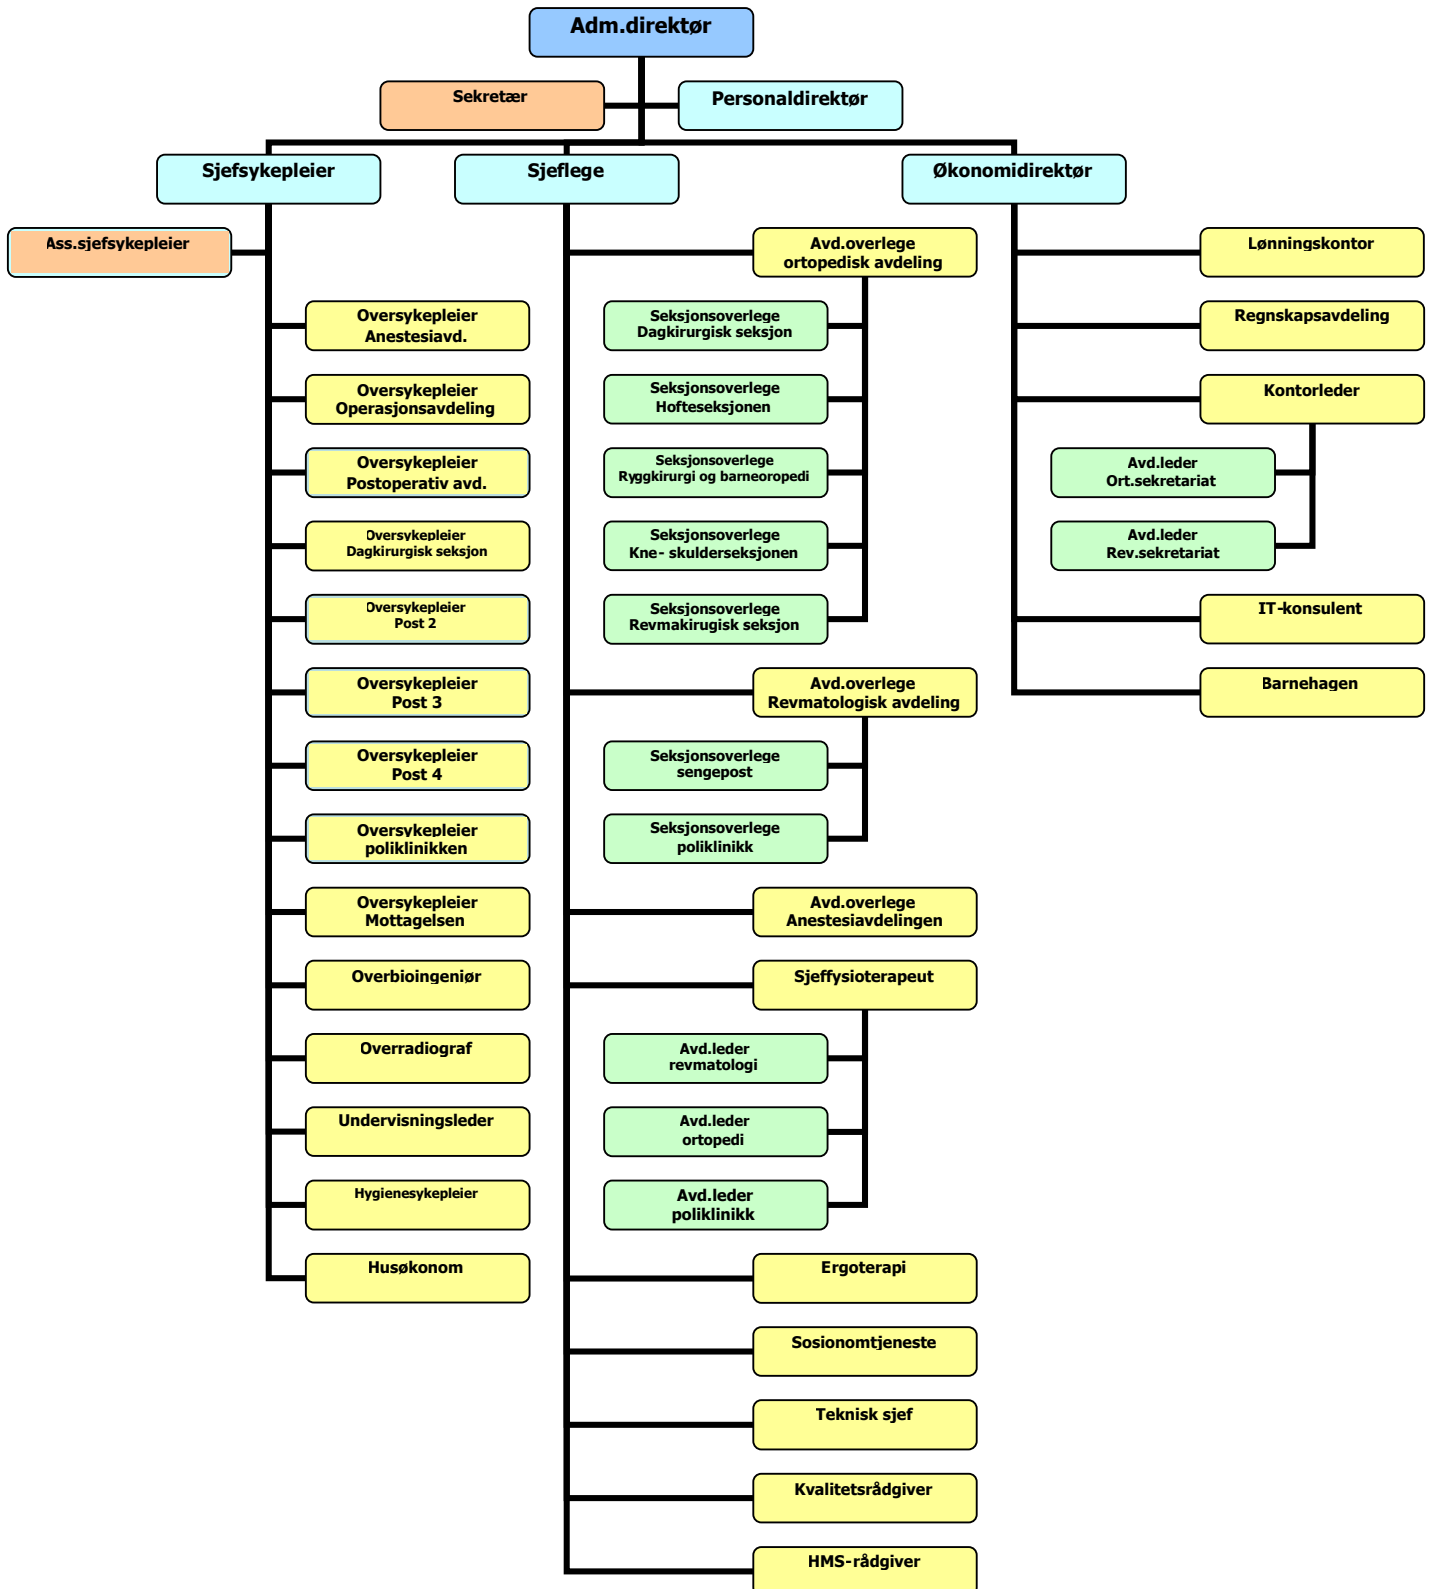 Adm.direktør
Sekretær
Personaldirektør
Sjefsykepleier
Sjeflege
Økonomidirektør
Ass.sjefsykepleier
Oversykepleier
Anestesiavd.
Oversykepleier
Operasjonsavdeling
Oversykepleier
Postoperativ avd.
Oversykepleier
Dagkirurgisk seksjon
Oversykepleier
Post 2
Oversykepleier
Post 3
Oversykepleier
Post 4
Oversykepleier
poliklinikken
Oversykepleier
Mottagelsen
Overbioingeniør
Overradiograf
Undervisningsleder
Hygienesykepleier
Husøkonom
Avd.overlege
ortopedisk avdeling
Seksjonsoverlege
Dagkirurgisk seksjon
Seksjonsoverlege
Hofteseksjonen
Seksjonsoverlege
Ryggkirurgi og barneoropedi
Seksjonsoverlege
Kne- skulderseksjonen
Seksjonsoverlege
Revmakirugisk seksjon
Avd.overlege
Revmatologisk avdeling
Seksjonsoverlege
sengepost
Seksjonsoverlege
poliklinikk
Avd.overlege
Anestesiavdelingen
Sjeffysioterapeut
Avd.leder
revmatologi
Avd.leder
ortopedi
Avd.leder
poliklinikk
Ergoterapi
Sosionomtjeneste
Teknisk sjef
Kvalitetsrådgiver
HMS-rådgiver
Lønningskontor
Regnskapsavdeling
Kontorleder
Avd.leder
Ort.sekretariat
Avd.leder
Rev.sekretariat
IT-konsulent
Barnehagen